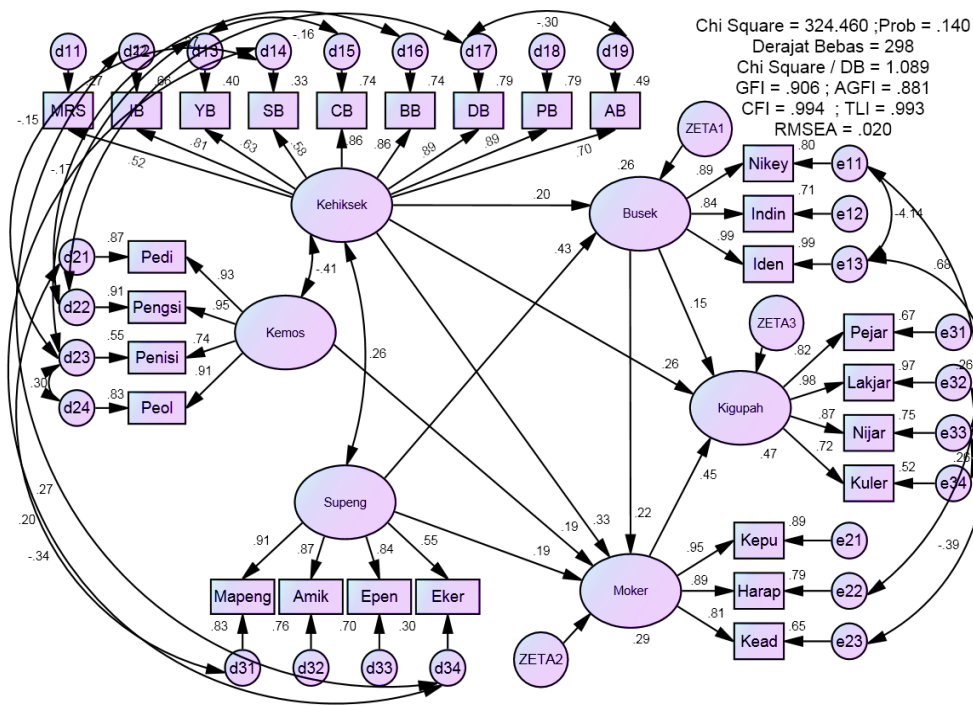 Chi Square = 324.460 ;Prob = .140
Derajat Bebas = 298
Chi Square / DB = 1.089
GFI = .906 ; AGFI = .881
CFI = .994 ; TLI = .993
RMSEA = .020
-.30
-.16
d11 d12 d13 d14 d15 d16 d17 d18 d19
.27 .66 .40 .33 .74 .74 .79 .79 .49
MRS IB YB SB CB BB DB PB AB
-.15
-.17
.52 .81 .63 .58 .86 .86 .89 .89 .70
Kehiksek
.20
ZETA1
.26
Busek
.43
.89 Nikey .80 e11
.84 Indin .71 e12
.99 Iden .99 e13
-4.14
.68
d21 .87 Pedi .93
d22 .91 Pengsi .95
d23 .55 Penisi .74
d24 .83 Peol .91
.30
Kemos
-.41
.26
.15
.26
ZETA3
Kigupah
.47
.82 Pejar .67 e31
.98 Lakjar .97 e32
.87 Nijar .75 e33
.72 Kuler .52 e34
.26
.26
.45
.27
.20
-.34
Supeng
.19
.33
.22
.19
Moker
.29
ZETA2
-.39
.95 Kepu .89 e21
.89 Harap .79 e22
.81 Kead .65 e23
.91 .87 .84 .55
Mapeng Amik Epen Eker
.83 .76 .70 .30
d31 d32 d33 d34